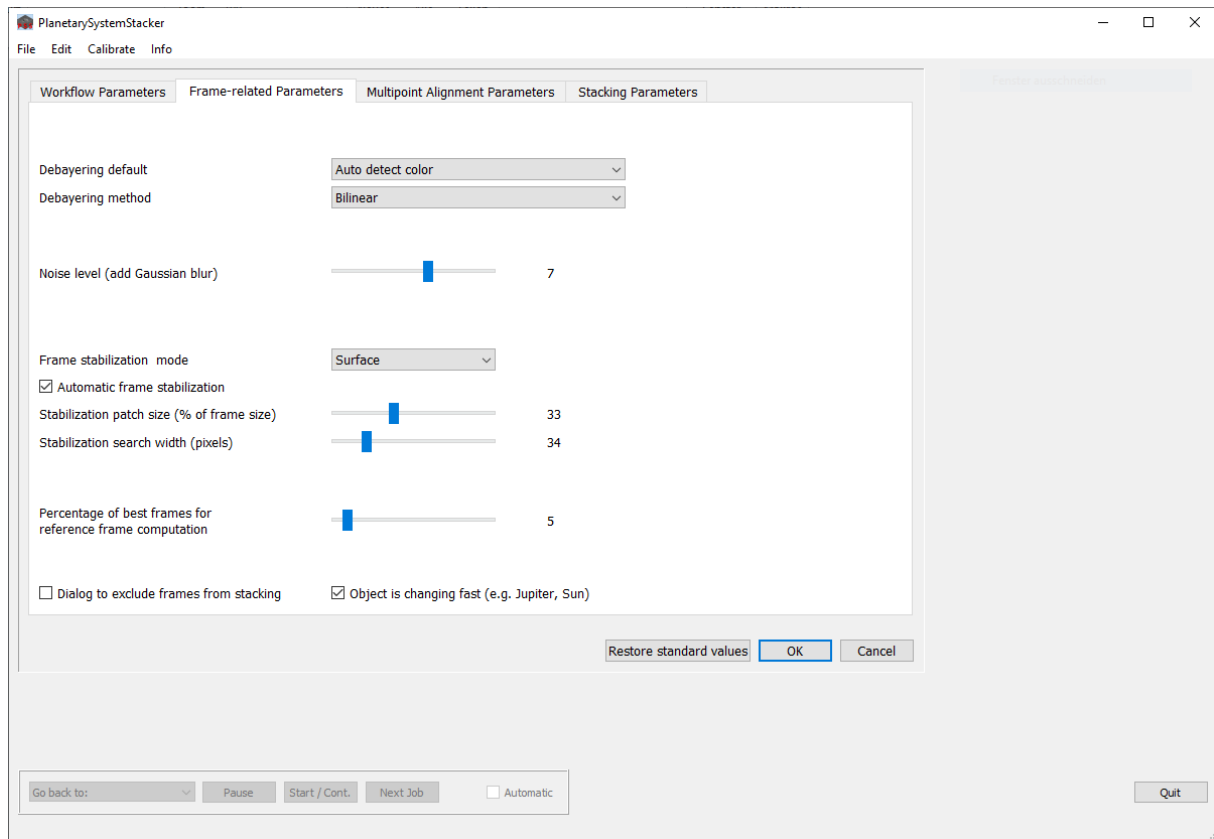 PlanetarySystemStacker
File Edit Calibrate Info
Workflow Parameters Frame-related Parameters Multipoint Alignment Parameters Stacking Parameters
Debayering default Auto detect color
Debayering method Bilinear
Noise level (add Gaussian blur) 7
Frame stabilization mode Surface
Automatic frame stabilization
Stabilization patch size (% of frame size) 33
Stabilization search width (pixels) 34
Percentage of best frames for
reference frame computation 5
Dialog to exclude frames from stacking Object is changing fast (e.g. Jupiter, Sun)
Restore standard values OK Cancel
Go back to: Pause Start / Cont. Next Job Automatic Quit